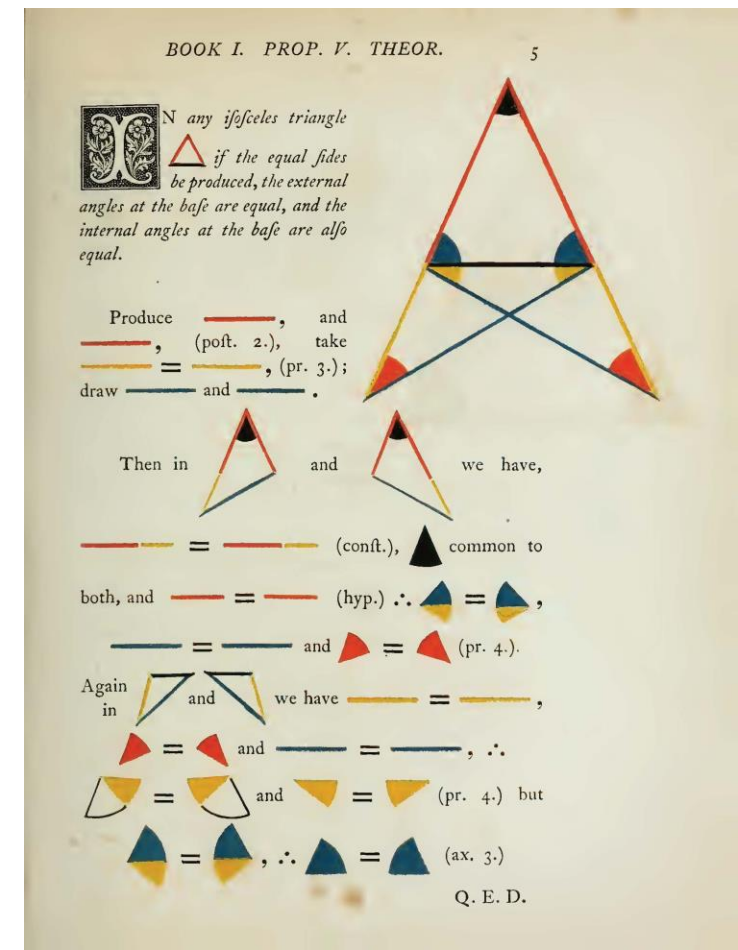 BOOK I. PROP. V. THEOR. 5
IN any iſoſceles triangle
if the equal ſides
be produced, the external
angles at the baſe are equal, and the
internal angles at the baſe are alſo
equal.
Produce , and
, (poſt. 2.), take
= , (pr. 3.);
draw and .
Then in and we have,
= (conſt.), common to
both, and = (hyp.) ∴ = ,
= and = (pr. 4.).
Again
in and we have = ,
= and = , ∴
= and = (pr. 4.) but
= , ∴ = (ax. 3.)
Q. E. D.